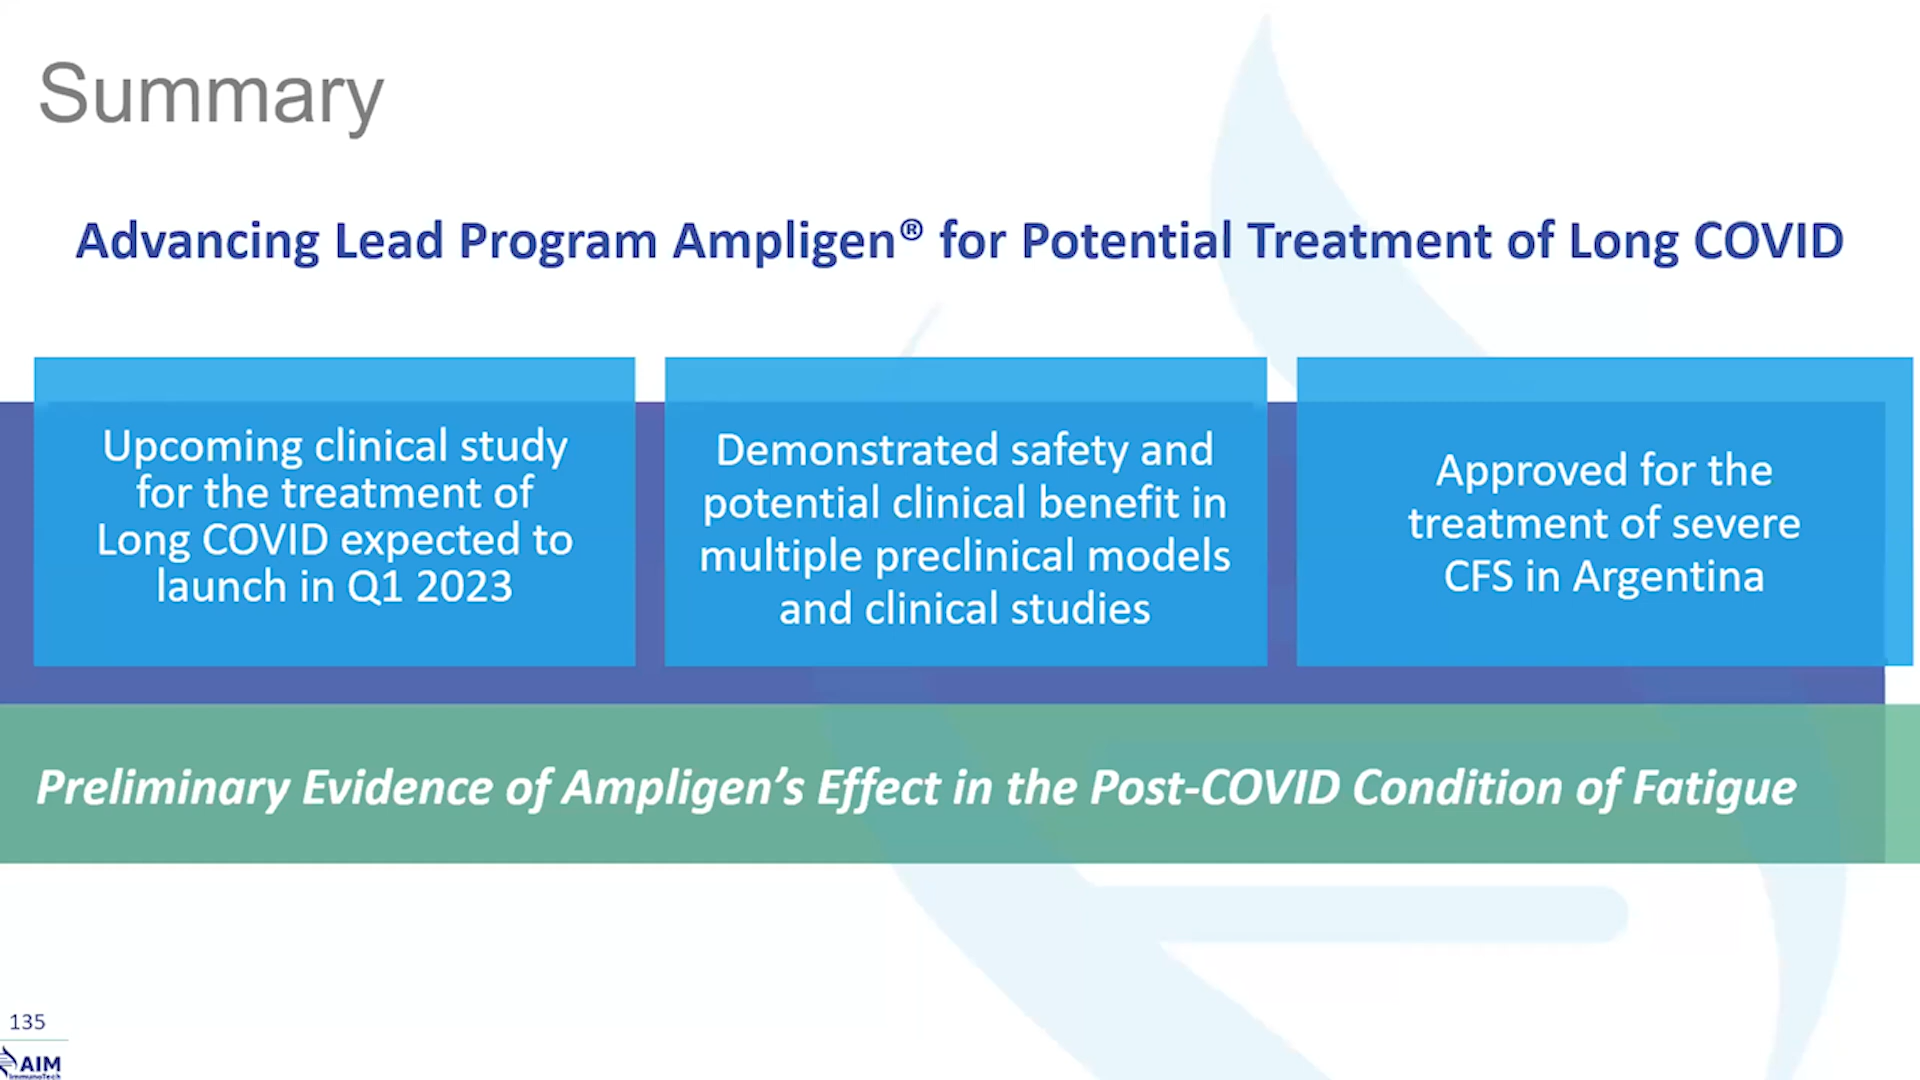 Summary
Advancing Lead Program Ampligen® for Potential Treatment of Long COVID
Upcoming clinical study
for the treatment of
Long COVID expected to
launch in Q1 2023
Demonstrated safety and
potential clinical benefit in
multiple preclinical models
and clinical studies
Approved for the
treatment of severe
CFS in Argentina
Preliminary Evidence of Ampligen’s Effect in the Post-COVID Condition of Fatigue
135
AIM
ImmunoTech